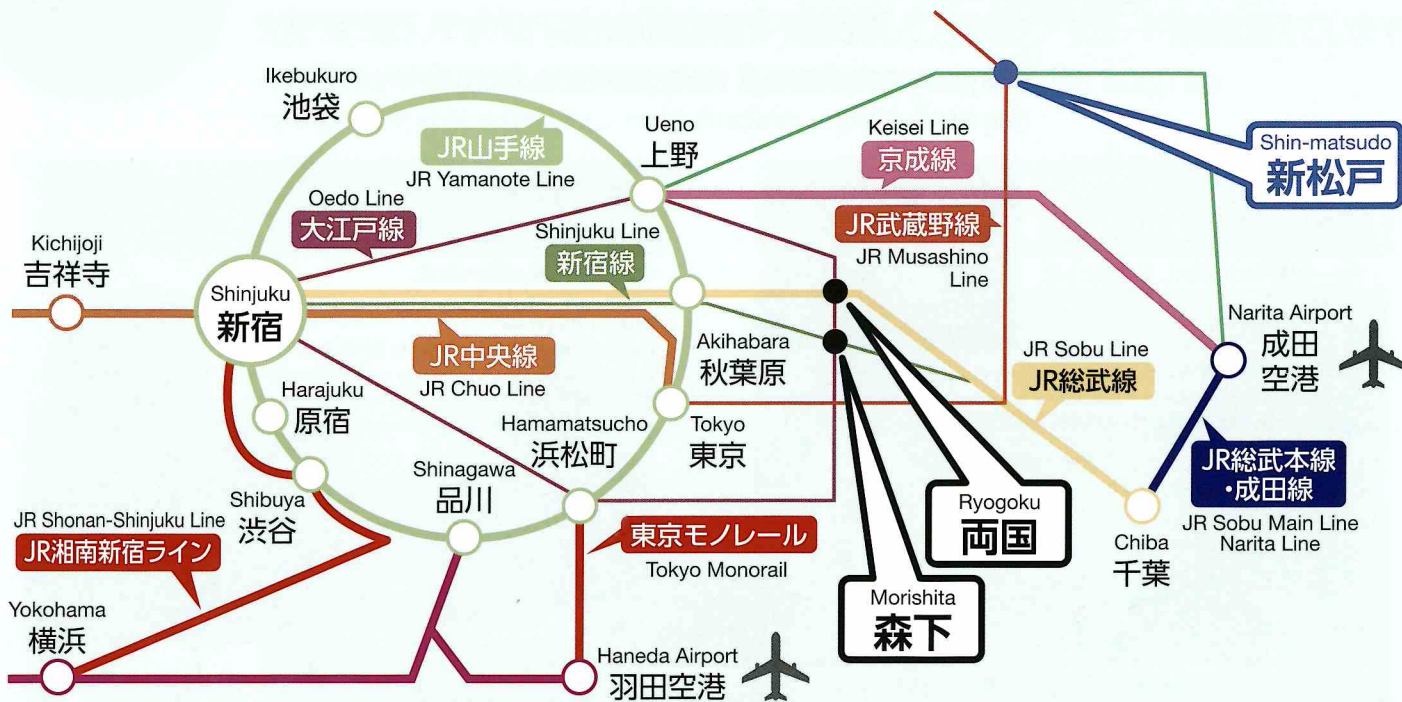 Ikebukuro
池袋
JR山手線
JR Yamanote Line
Ueno
上野
Keisei Line
京成線
Shin-matsudo
新松戸
Oedo Line
大江戸線
Shinjuku Line
新宿線
JR武蔵野線
JR Musashino
Line
Kichijoji
吉祥寺
Shinjuku
新宿
JR中央線
JR Chuo Line
Akihabara
秋葉原
JR Sobu Line
JR総武線
Narita Airport
成田
空港
Harajuku
原宿
Hamamatsucho
浜松町
Tokyo
東京
Shinagawa
品川
Shibuya
渋谷
JR Shonan-Shinjuku Line
JR湘南新宿ライン
東京モノレール
Tokyo Monorail
Ryogoku
両国
JR総武本線
・成田線
JR Sobu Main Line
Narita Line
Chiba
千葉
Morishita
森下
Yokohama
横浜
Haneda Airport
羽田空港